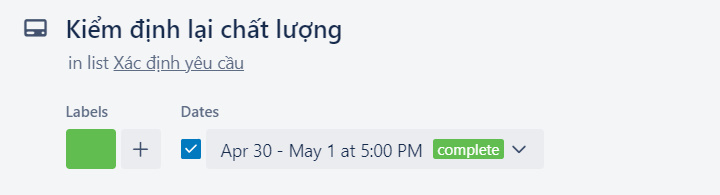 Kiểm định lại chất lượng
in list Xác định yêu cầu
Labels Dates
Apr 30 - May 1 at 5:00 PM complete